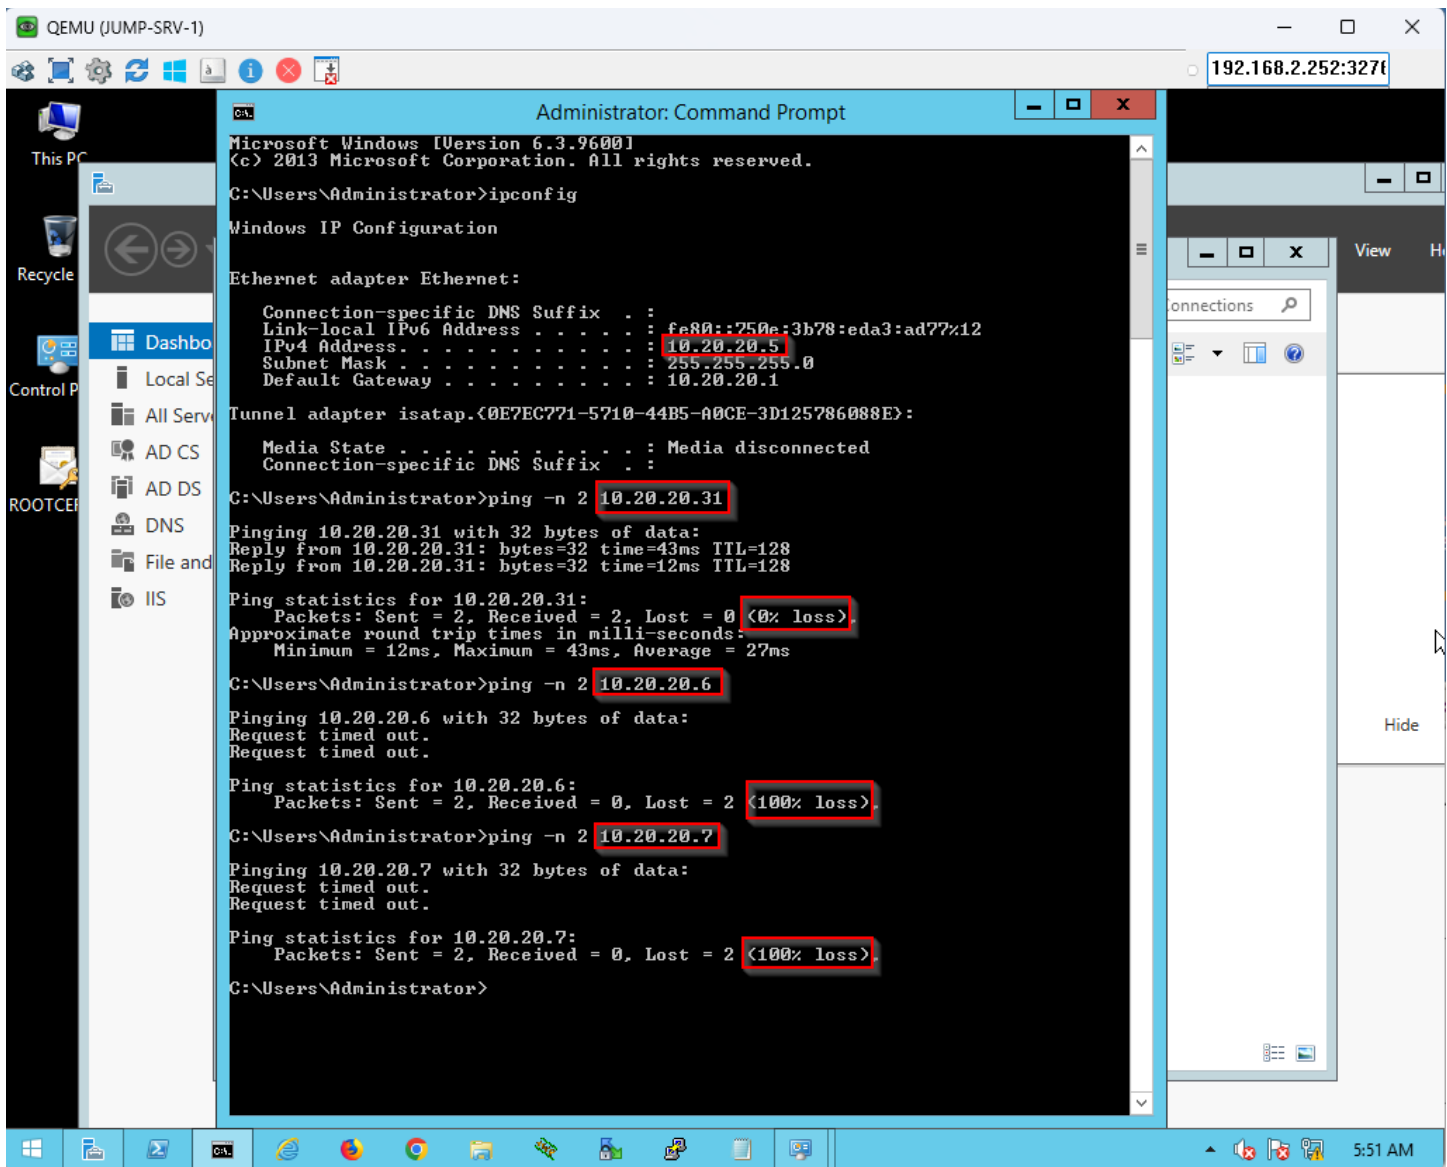 QEMU (JUMP-SRV-1)
192.168.2.252:3276
This PC
Recycle
Control P
ROOTCER
Administrator: Command Prompt
Microsoft Windows [Version 6.3.9600]
(c) 2013 Microsoft Corporation. All rights reserved.
C:\Users\Administrator>ipconfig
Windows IP Configuration
Ethernet adapter Ethernet:
Connection-specific DNS Suffix . :
Link-local IPv6 Address . . . . . : fe80::750e:3b78:eda3:ad77%12
IPv4 Address. . . . . . . . . . . : 10.20.20.5
Subnet Mask . . . . . . . . . . . : 255.255.255.0
Default Gateway . . . . . . . . . : 10.20.20.1
Tunnel adapter isatap.{0E7EC771-5710-44B5-A0CE-3D125786088E}:
Media State . . . . . . . . . . . : Media disconnected
Connection-specific DNS Suffix . :
C:\Users\Administrator>ping -n 2 10.20.20.31
Pinging 10.20.20.31 with 32 bytes of data:
Reply from 10.20.20.31: bytes=32 time=43ms TTL=128
Reply from 10.20.20.31: bytes=32 time=12ms TTL=128
Ping statistics for 10.20.20.31:
Packets: Sent = 2, Received = 2, Lost = 0 (0% loss),
Approximate round trip times in milli-seconds:
Minimum = 12ms, Maximum = 43ms, Average = 27ms
C:\Users\Administrator>ping -n 2 10.20.20.6
Pinging 10.20.20.6 with 32 bytes of data:
Request timed out.
Request timed out.
Ping statistics for 10.20.20.6:
Packets: Sent = 2, Received = 0, Lost = 2 (100% loss),
C:\Users\Administrator>ping -n 2 10.20.20.7
Pinging 10.20.20.7 with 32 bytes of data:
Request timed out.
Request timed out.
Ping statistics for 10.20.20.7:
Packets: Sent = 2, Received = 0, Lost = 2 (100% loss),
C:\Users\Administrator>
Dashbo
Local Se
All Serve
AD CS
AD DS
DNS
File and
IIS
View
He
Connections
Hide
5:51 AM